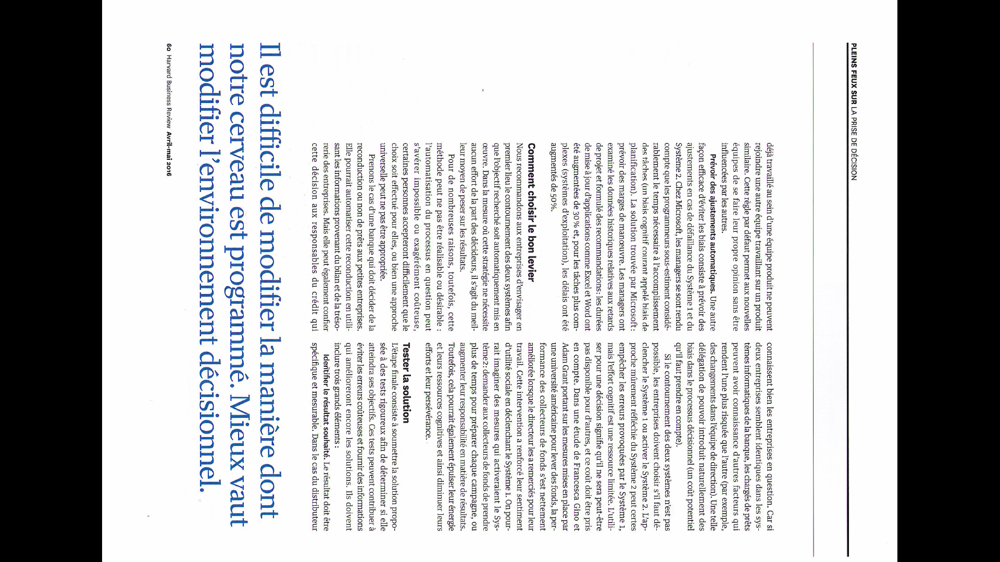 PLEINS FEUX SUR LA PRISE DE DÉCISION
déjà travaillé au sein d'une équipe produit ne peuvent
rejoindre une autre équipe travaillant sur un produit
similaire. Cette règle par défaut permet aux nouvelles
équipes de se faire leur propre opinion sans être
influencées par les autres.
Prévoir des ajustements automatiques. Une autre
façon efficace d'éviter les biais consiste à prévoir des
ajustements en cas de défaillance du Système 1 et du
Système 2. Chez Microsoft, les managers se sont rendu
compte que les programmeurs sous-estiment considé-
rablement le temps nécessaire à l'accomplissement
des tâches (un biais cognitif courant appelé biais de
planification). La solution trouvée par Microsoft :
prévoir des marges de manœuvre. Les managers ont
examiné les données historiques relatives aux retards
de projet et formulé des recommandations : les durées
de mise à jour d'applications comme Excel et Word ont
été augmentées de 30% et, pour les tâches plus com-
plexes (systèmes d'exploitation), les délais ont été
augmentés de 50%.
Comment choisir le bon levier
Nous recommandons aux entreprises d'envisager en
premier lieu le contournement des deux systèmes afin
que l'objectif recherché soit automatiquement mis en
œuvre. Dans la mesure où cette stratégie ne nécessite
aucun effort de la part des décideurs, il s'agit du meil-
leur moyen de peser sur les résultats.
Pour de nombreuses raisons, toutefois, cette
méthode peut ne pas être réalisable ou désirable :
l'automatisation du processus en question peut
s'avérer impossible ou exagérément coûteuse,
certaines personnes accepteront difficilement que le
choix soit effectué pour elles, ou bien une approche
universelle peut ne pas être appropriée.
Prenons le cas d'une banque qui doit décider de la
reconduction ou non de prêts aux petites entreprises.
Elle pourrait automatiser cette reconduction en utili-
sant les informations provenant du bilan et de la tréso-
rerie des entreprises. Mais elle peut également confier
cette décision aux responsables du crédit qui
connaissent bien les entreprises en question. Car si
deux entreprises semblent identiques dans les sys-
tèmes informatiques de la banque, les chargés de prêts
peuvent avoir connaissance d'autres facteurs qui
rendent l'une plus risquée que l'autre (par exemple,
des changements dans l'équipe de direction). Une telle
délégation de pouvoir introduit naturellement des
biais dans le processus décisionnel (un coût potentiel
qu'il faut prendre en compte).
Si le contournement des deux systèmes n'est pas
possible, les entreprises doivent choisir s'il faut dé-
clencher le Système 1 ou activer le Système 2. L'ap-
proche mûrement réfléchie du Système 2 peut certes
empêcher les erreurs provoquées par le Système 1,
mais l'effort cognitif est une ressource limitée. L'utili-
ser pour une décision signifie qu'il ne sera peut-être
pas disponible pour d'autres, et ce coût doit être pris
en compte. Dans une étude de Francesca Gino et
Adam Grant portant sur les mesures mises en place par
une université américaine pour lever des fonds, la per-
formance des collecteurs de fonds s'est nettement
améliorée lorsque le directeur les a remerciés pour leur
travail. Cette intervention a renforcé leur sentiment
d'utilité sociale en déclenchant le Système 1. On pour-
rait imaginer des mesures qui activeraient le Sys-
tème 2 : demander aux collecteurs de fonds de prendre
plus de temps pour préparer chaque campagne, ou
augmenter leur responsabilité en matière de résultats.
Toutefois, cela pourrait également épuiser leur énergie
et leurs ressources cognitives et ainsi diminuer leurs
efforts et leur persévérance.
Tester la solution
L'étape finale consiste à soumettre la solution propo-
sée à des tests rigoureux afin de déterminer si elle
atteindra ses objectifs. Ces tests peuvent contribuer à
éviter les erreurs coûteuses et fournir des informations
qui amélioreront encore les solutions. Ils doivent
inclure trois grands éléments :
Identifier le résultat souhaité. Le résultat doit être
spécifique et mesurable. Dans le cas du distributeur
Il est difficile de modifier la manière dont
notre cerveau est programmé. Mieux vaut
modifier l'environnement décisionnel.
60 Harvard Business Review Avril-mai 2016